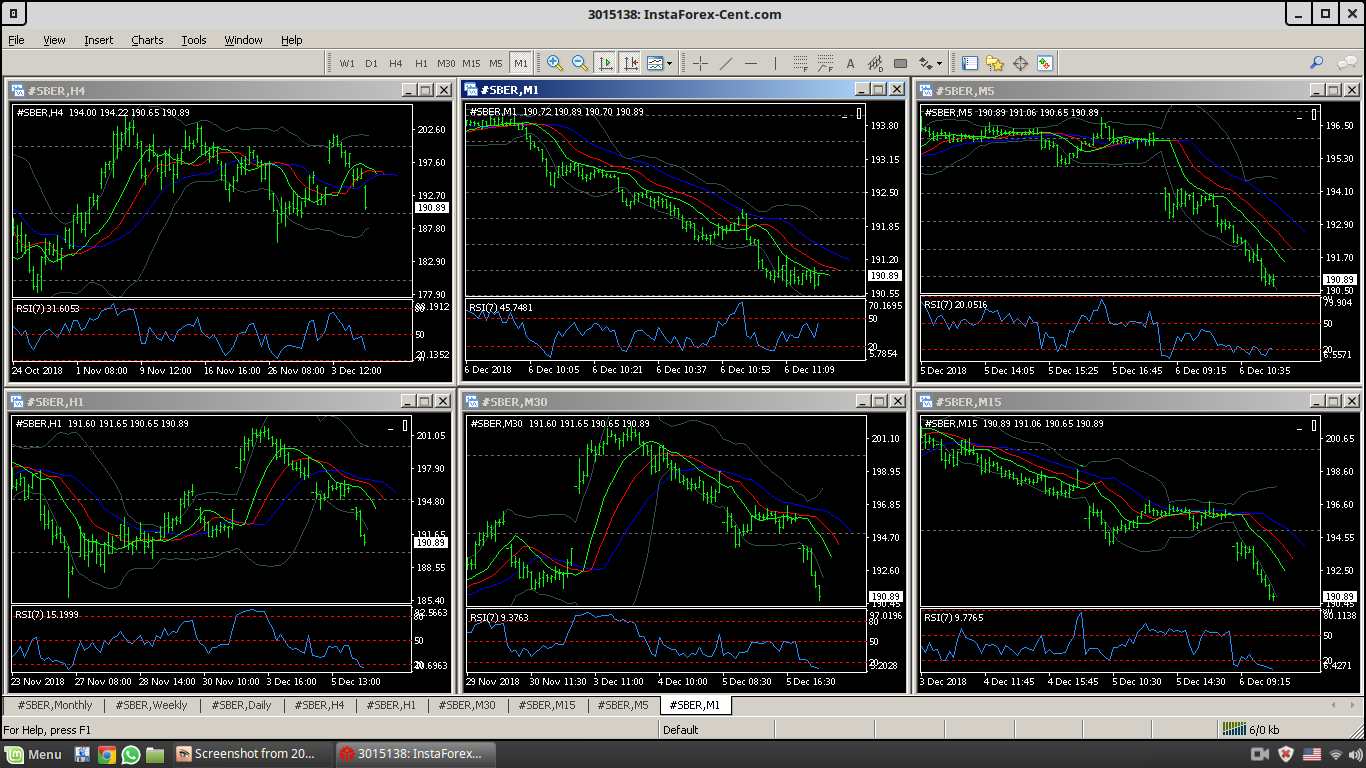 3015138: InstaForex-Cent.com
File View Insert Charts Tools Window Help
W1 D1 H4 H1 M30 M15 M5 M1
#SBER,H4
#SBER,H4 194.00 194.22 190.65 190.89
202.60
197.60
192.70
190.89
187.80
182.90
177.90
RSI(7) 31.6053
50
20.1352
24 Oct 2018 1 Nov 08:00 9 Nov 12:00 16 Nov 16:00 26 Nov 08:00 3 Dec 12:00
#SBER,M1
#SBER,M1 190.72 190.89 190.70 190.89
193.80
193.15
192.50
191.85
191.20
190.89
190.55
RSI(7) 45.7481
70.1695
50
20
5.7854
6 Dec 2018 6 Dec 10:05 6 Dec 10:21 6 Dec 10:37 6 Dec 10:53 6 Dec 11:09
#SBER,M5
#SBER,M5 190.89 191.06 190.65 190.89
196.50
195.30
194.10
192.90
191.70
190.89
190.50
RSI(7) 20.0516
79.904
50
20
6.5571
5 Dec 2018 5 Dec 14:05 5 Dec 15:25 5 Dec 16:45 6 Dec 09:15 6 Dec 10:35
#SBER,H1
#SBER,H1 191.60 191.65 190.65 190.89
201.05
197.90
194.80
191.65
190.89
188.55
185.40
RSI(7) 15.1999
80
50
23 Nov 2018 27 Nov 08:00 28 Nov 14:00 30 Nov 10:00 3 Dec 16:00 5 Dec 13:00
#SBER,M30
#SBER,M30 191.60 191.65 190.65 190.89
201.10
198.95
196.85
194.70
192.60
190.89
190.45
RSI(7) 9.3763
97.0196
80
50
20
29 Nov 2018 30 Nov 11:30 3 Dec 11:00 4 Dec 10:00 5 Dec 08:30 5 Dec 16:30
#SBER,M15
#SBER,M15 190.89 191.06 190.65 190.89
200.65
198.60
196.60
194.55
192.50
190.89
190.45
RSI(7) 9.7765
50
20
6.4271
3 Dec 2018 4 Dec 11:45 4 Dec 15:45 5 Dec 10:30 5 Dec 14:30 6 Dec 09:15
#SBER,Monthly #SBER,Weekly #SBER,Daily #SBER,H4 #SBER,H1 #SBER,M30 #SBER,M15 #SBER,M5 #SBER,M1
For Help, press F1 Default 6/0 kb
Menu Screenshot from 20... 3015138: InstaForex...